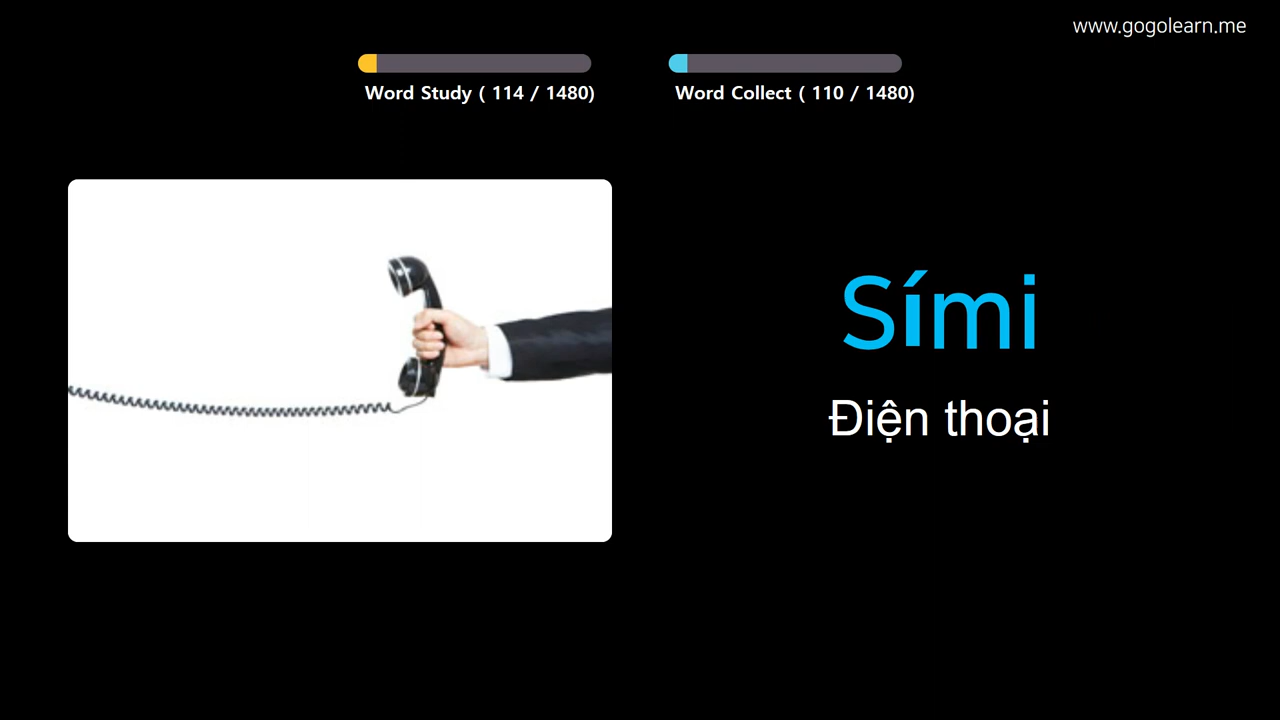 www.gogolearn.me
Word Study ( 114 / 1480)
Word Collect ( 110 / 1480)
Sími
Điện thoại